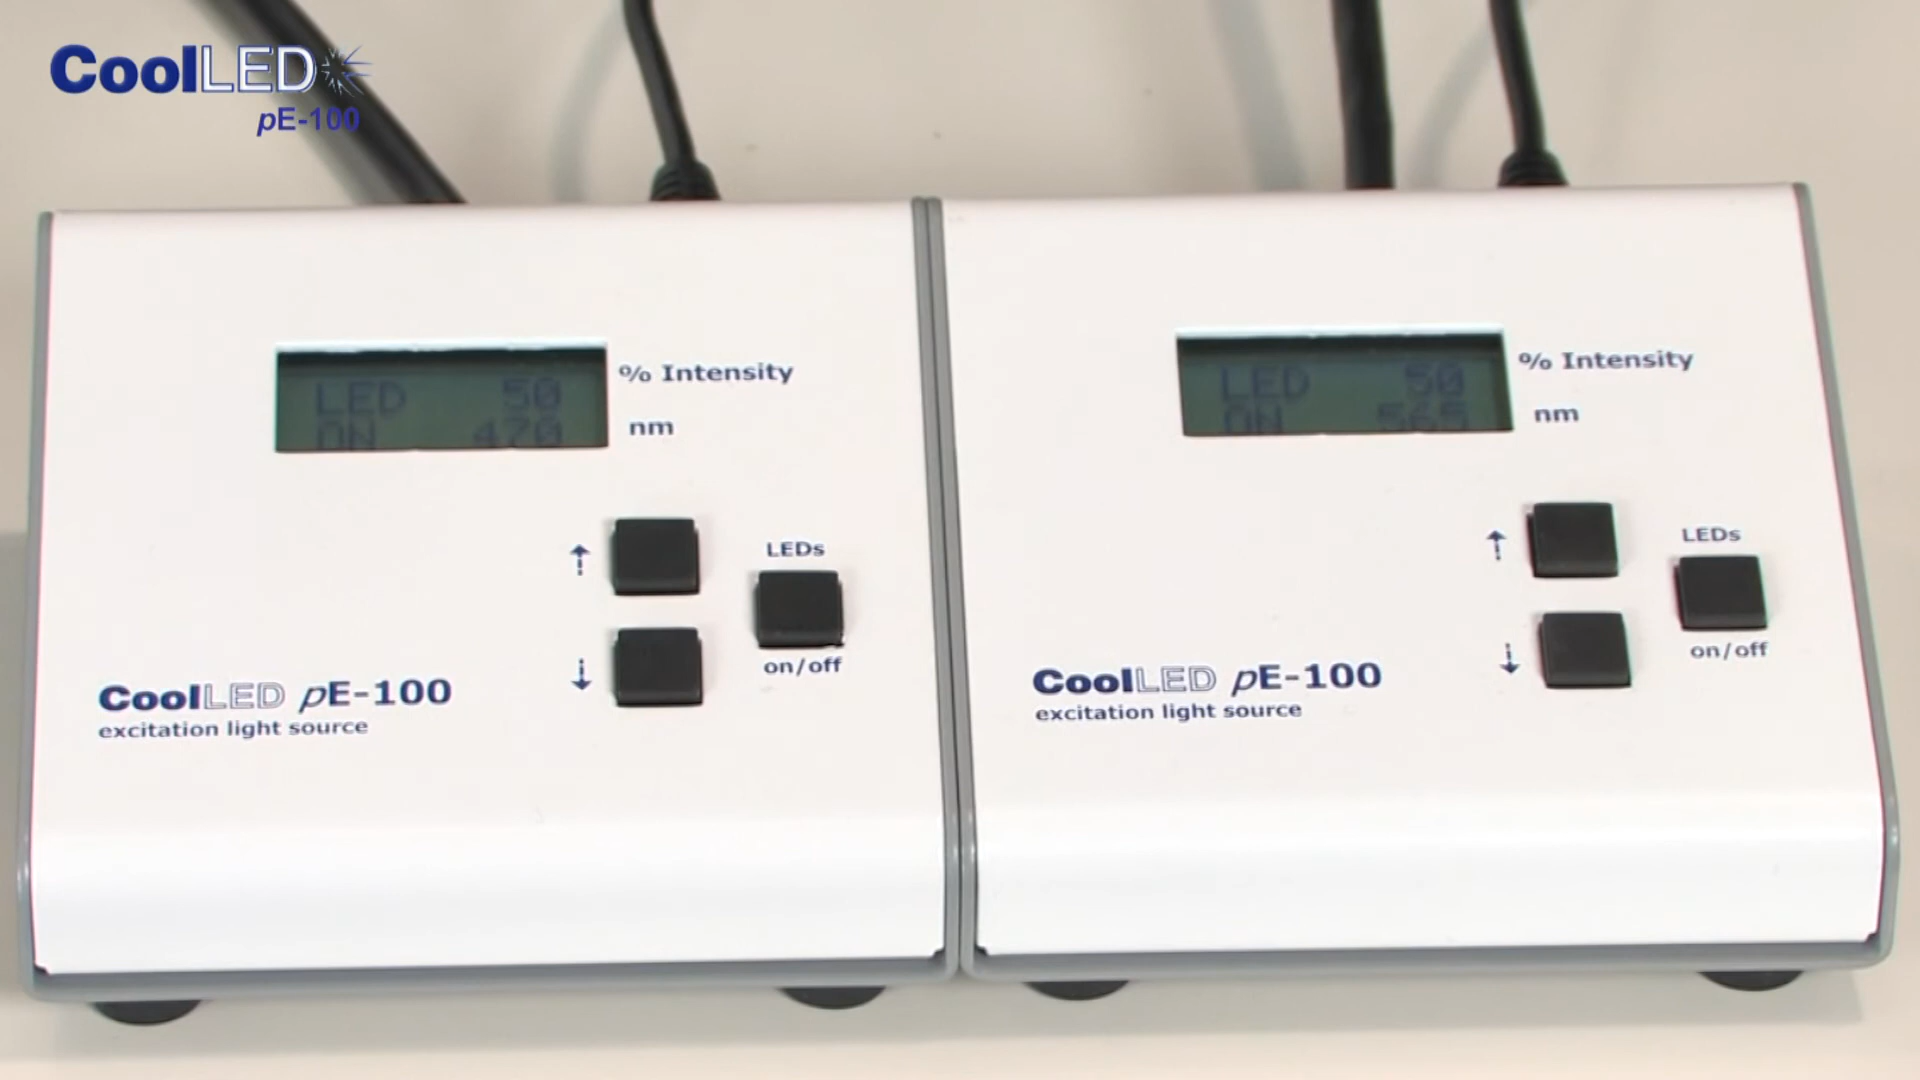 CoolLED
pE-100
LED 50
ON 470
% Intensity
nm
LEDs
on/off
CoolLED pE-100
excitation light source
LED 50
ON 565
% Intensity
nm
LEDs
on/off
CoolLED pE-100
excitation light source